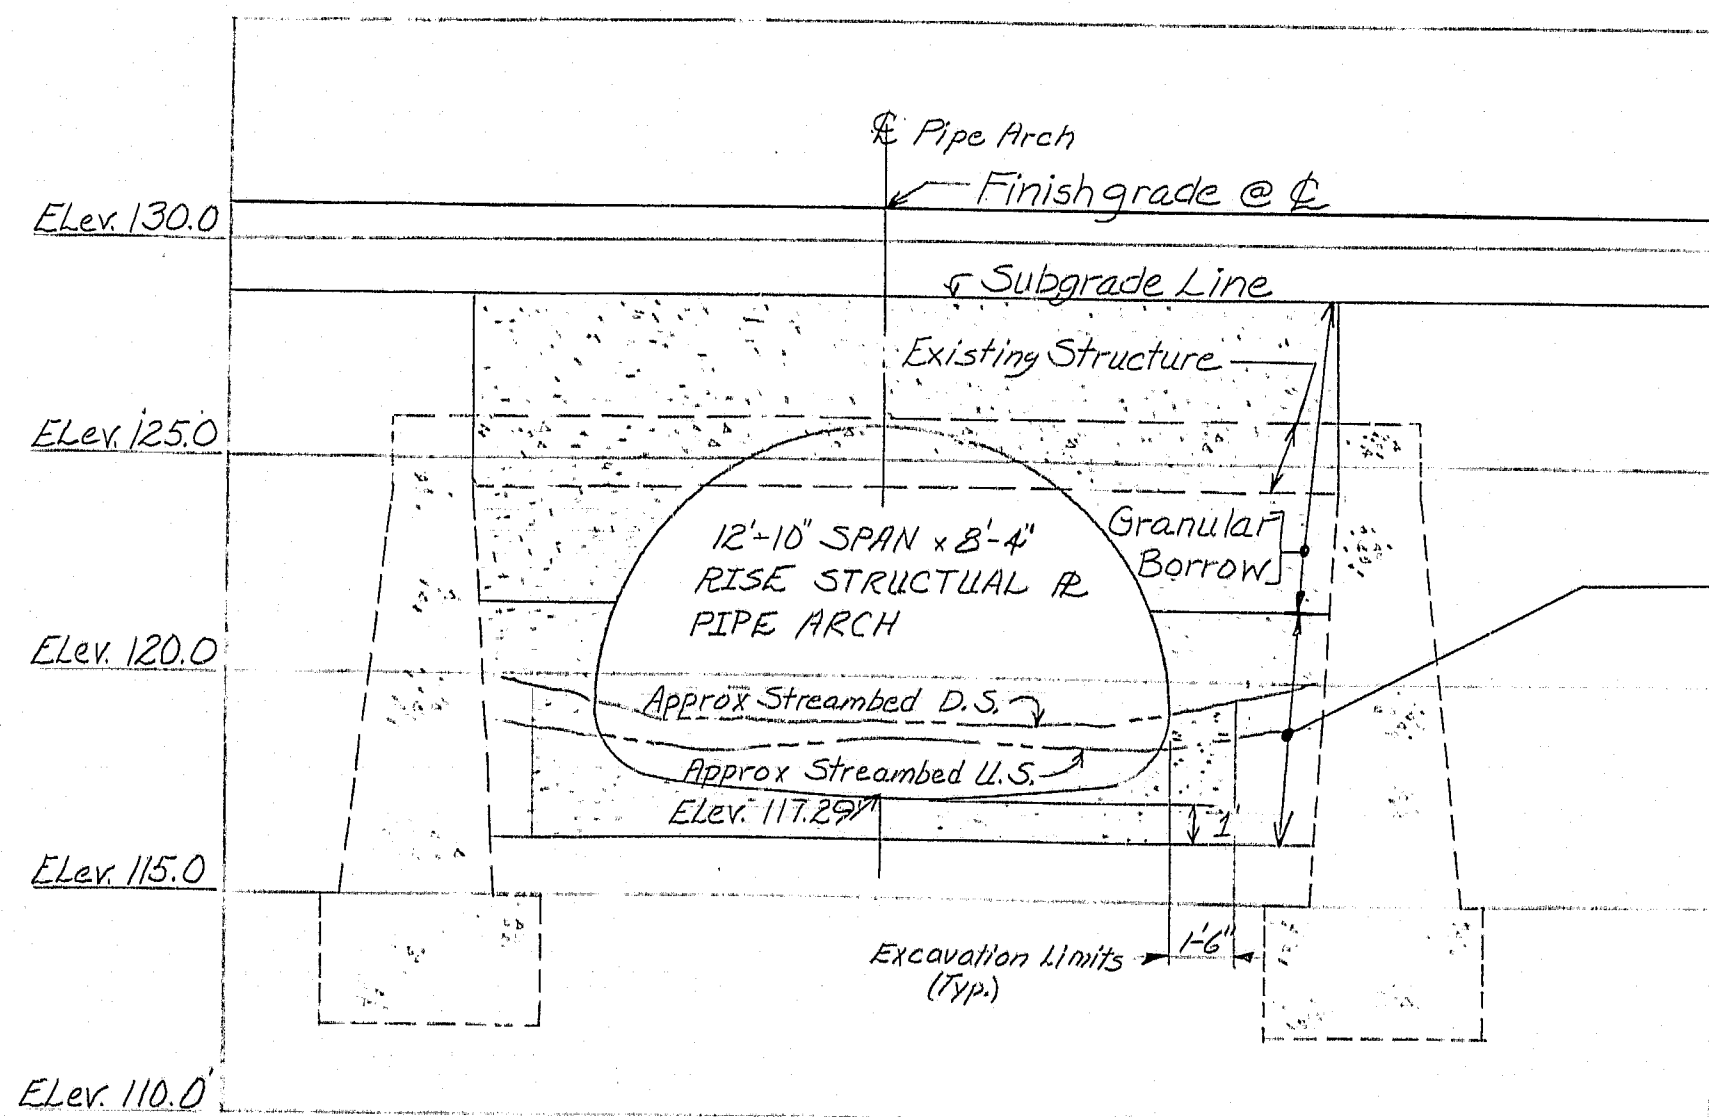 ℄ Pipe Arch
Finish grade @ ℄
ELev. 130.0
Subgrade Line
Existing Structure
ELev. 125.0
12'-10" SPAN x 8'-4"
RISE STRUCTUAL ⅊
PIPE ARCH
Granular
Borrow
ELev. 120.0
Approx Streambed D.S.
Approx Streambed U.S.
ELev. 117.29'
1'
ELev. 115.0
Excavation Limits
(Typ.)
1'-6"
ELev. 110.0'